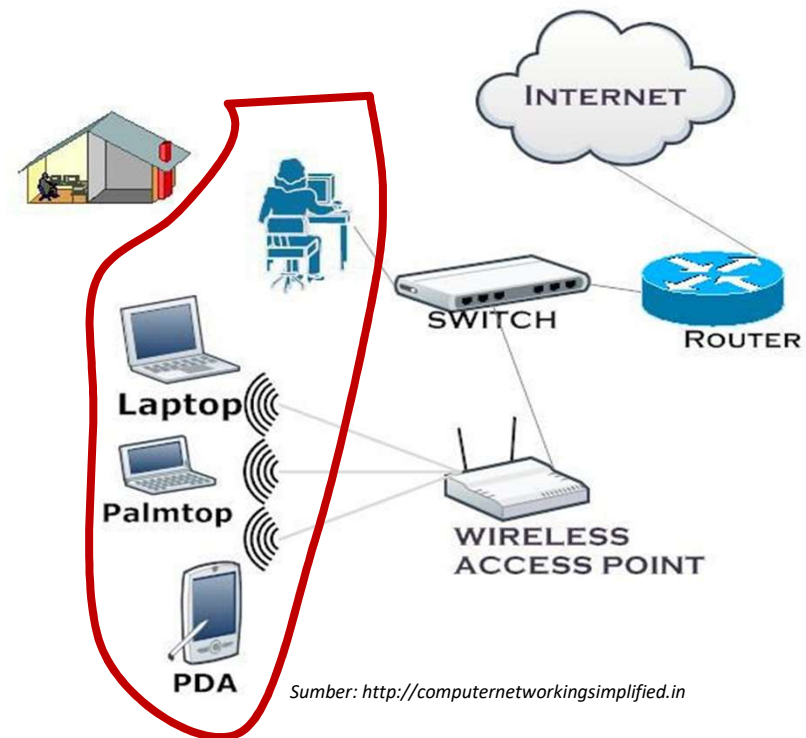 INTERNET
SWITCH
ROUTER
Laptop
Palmtop
WIRELESS
ACCESS POINT
PDA
Sumber: http://computernetworkingsimplified.in